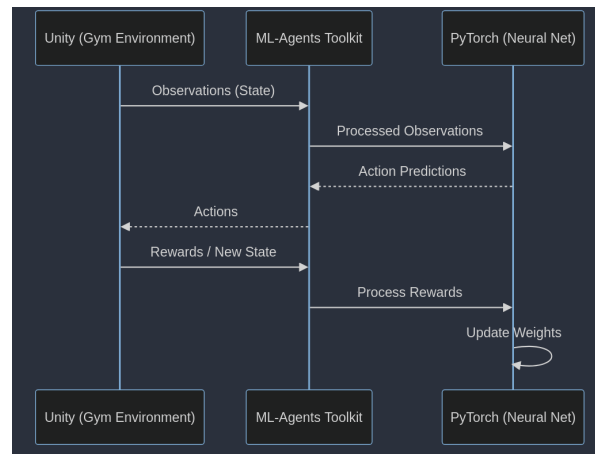 Unity (Gym Environment)
ML-Agents Toolkit
PyTorch (Neural Net)
Observations (State)
Processed Observations
Action Predictions
Actions
Rewards / New State
Process Rewards
Update Weights
Unity (Gym Environment)
ML-Agents Toolkit
PyTorch (Neural Net)